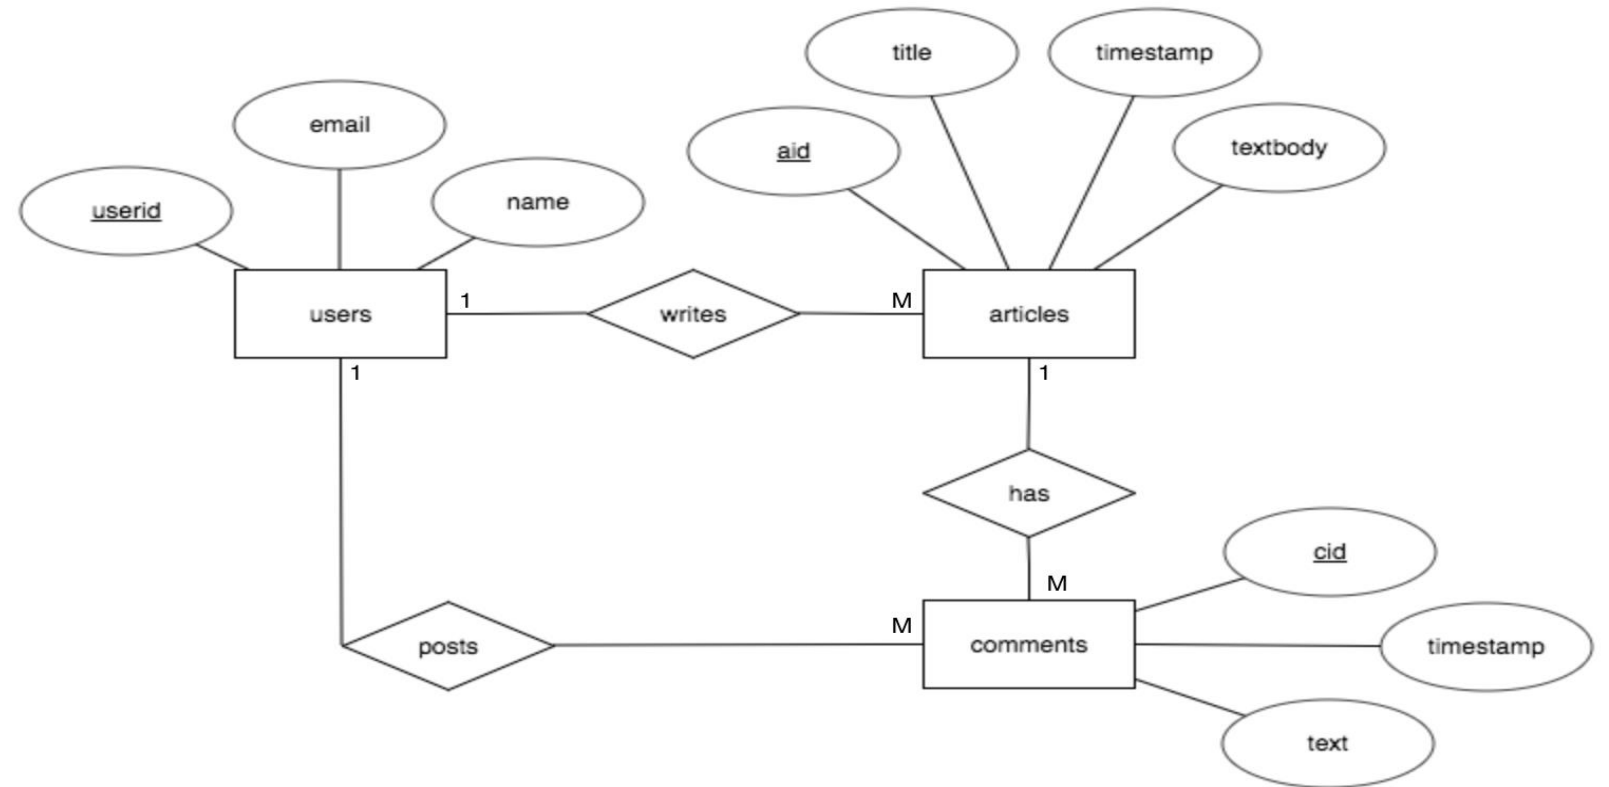 title
timestamp
email
aid
textbody
userid
name
users
1
writes
M
articles
1
1
has
cid
M
posts
M
comments
timestamp
text